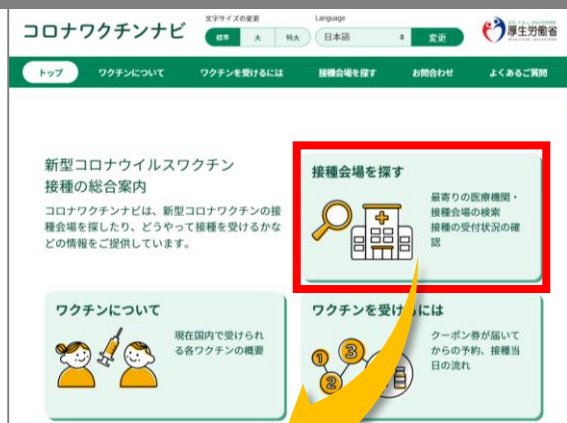 コロナワクチンナビ
文字サイズの変更
標準 大 特大
Language
日本語
変更
厚生労働省
トップ
ワクチンについて
ワクチンを受けるには
接種会場を探す
お問合わせ
よくあるご質問
新型コロナウイルスワクチン
接種の総合案内
コロナワクチンナビは、新型コロナワクチンの接
種会場を探したり、どうやって接種を受けるかな
どの情報をご提供しています。
接種会場を探す
最寄りの医療機関・
接種会場の検索
接種の受付状況の確
認
ワクチンについて
現在国内で受けられ
る各ワクチンの概要
ワクチンを受けるには
クーポン券が届いて
からの予約、接種当
日の流れ
1
2
3